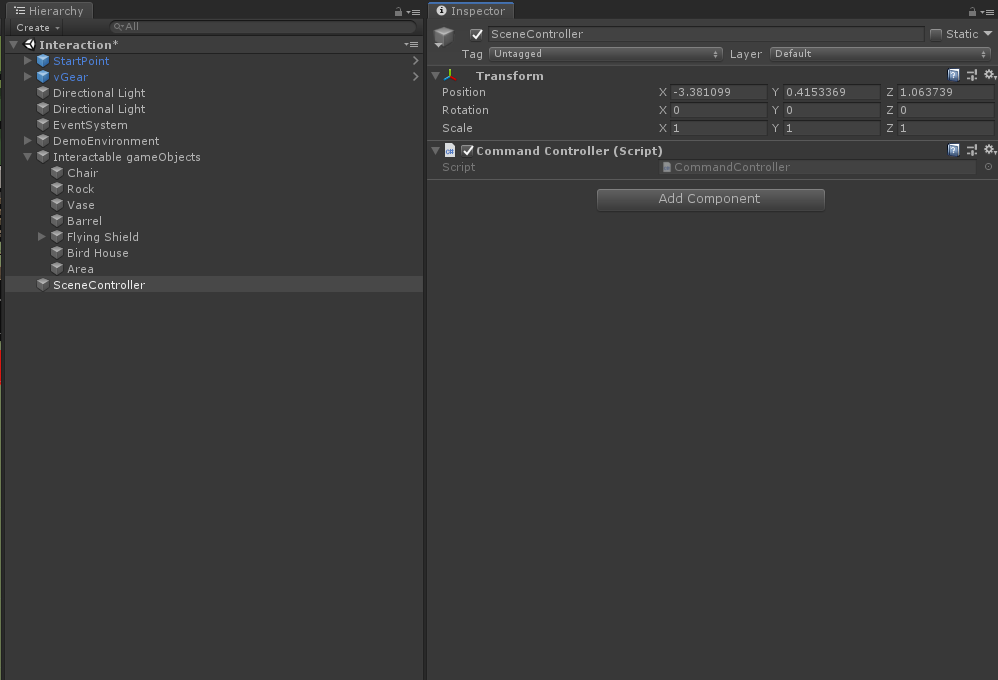 Hierarchy
Create
All
Interaction*
StartPoint
vGear
Directional Light
Directional Light
EventSystem
DemoEnvironment
Interactable gameObjects
Chair
Rock
Vase
Barrel
Flying Shield
Bird House
Area
SceneController
Inspector
SceneController Static
Tag Untagged Layer Default
Transform
Position X -3.381099 Y 0.4153369 Z 1.063739
Rotation X 0 Y 0 Z 0
Scale X 1 Y 1 Z 1
Command Controller (Script)
Script CommandController
Add Component